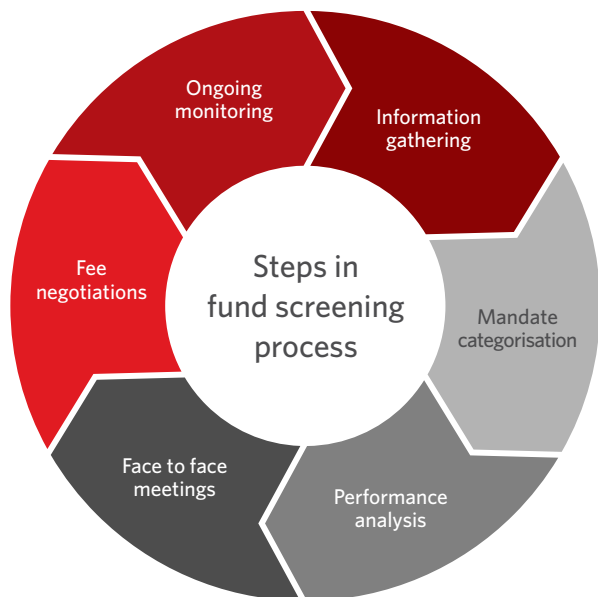 Steps in
fund screening
process
Information
gathering
Mandate
categorisation
Performance
analysis
Face to face
meetings
Fee
negotiations
Ongoing
monitoring